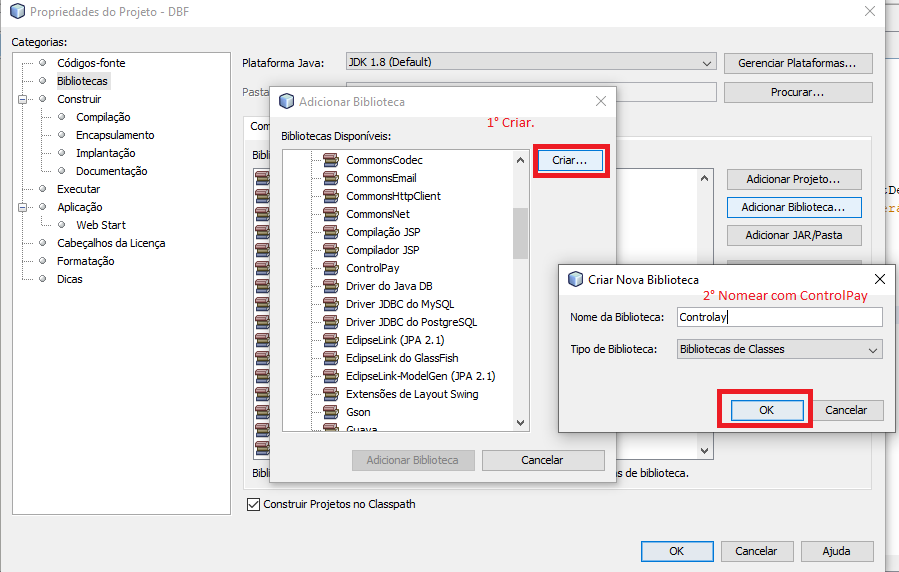 Propriedades do Projeto - DBF
Categorias:
Códigos-fonte
Bibliotecas
Construir
Compilação
Encapsulamento
Implantação
Documentação
Executar
Aplicação
Web Start
Cabeçalhos da Licença
Formatação
Dicas
Plataforma Java:
JDK 1.8 (Default)
Gerenciar Plataformas...
Pasta
Procurar...
Adicionar Biblioteca
1° Criar.
Bibliotecas Disponíveis:
CommonsCodec
CommonsEmail
CommonsHttpClient
CommonsNet
Compilação JSP
Compilador JSP
ControlPay
Driver do Java DB
Driver JDBC do MySQL
Driver JDBC do PostgreSQL
EclipseLink (JPA 2.1)
EclipseLink do GlassFish
EclipseLink-ModelGen (JPA 2.1)
Extensões de Layout Swing
Gson
Guava
Criar...
Adicionar Biblioteca
Cancelar
Adicionar Projeto...
Adicionar Biblioteca...
Adicionar JAR/Pasta
Criar Nova Biblioteca
2° Nomear com ControlPay
Nome da Biblioteca:
Controlay
Tipo de Biblioteca:
Bibliotecas de Classes
OK
Cancelar
s de biblioteca.
Construir Projetos no Classpath
OK
Cancelar
Ajuda